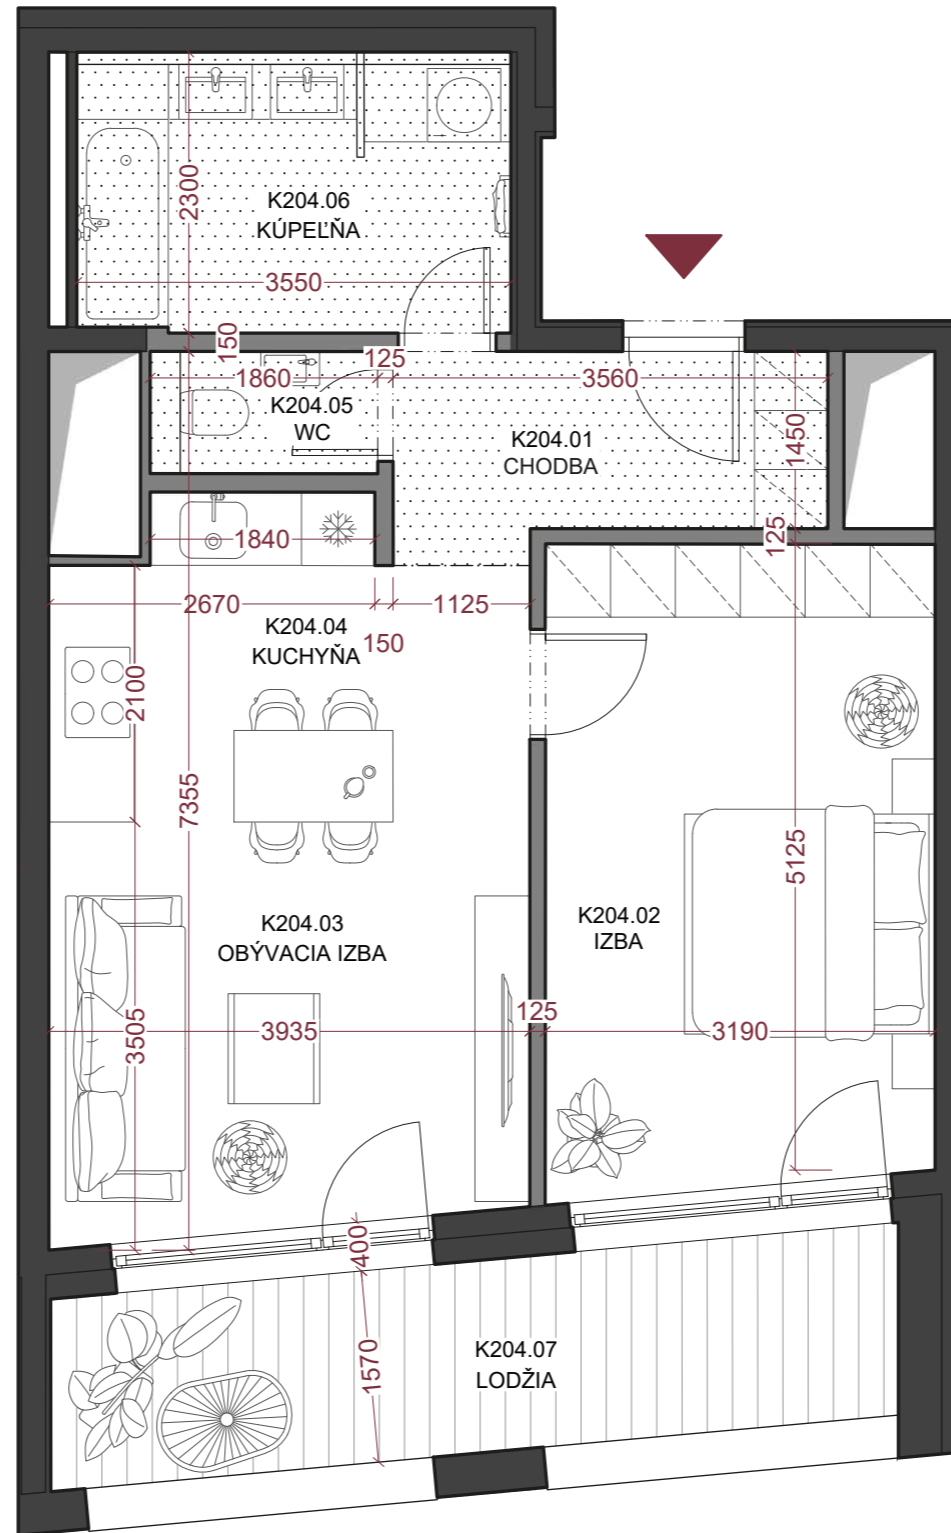 2300
K204.06
KÚPEĽŇA
3550
150
125
1860
3560
K204.05
WC
K204.01
CHODBA
1450
1840
125
2670
1125
K204.04
KUCHYŇA
150
2100
7355
5125
K204.03
OBÝVACIA IZBA
K204.02
IZBA
3505
3935
125
3190
400
1570
K204.07
LODŽIA